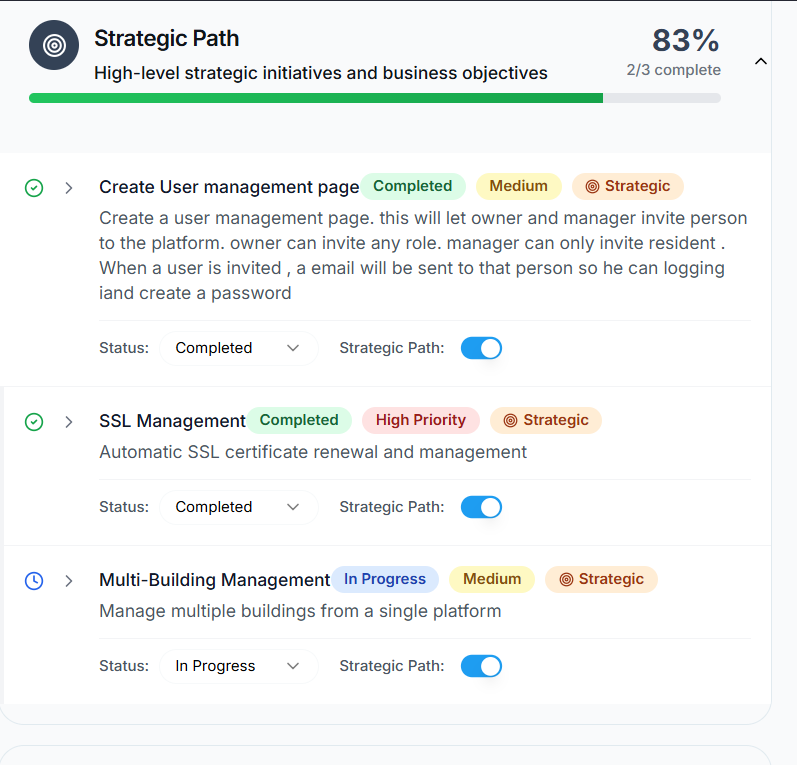 Strategic Path
83%
High-level strategic initiatives and business objectives
2/3 complete
Create User management page Completed Medium Strategic
Create a user management page. this will let owner and manager invite person
to the platform. owner can invite any role. manager can only invite resident .
When a user is invited , a email will be sent to that person so he can logging
iand create a password
Status: Completed Strategic Path:
SSL Management Completed High Priority Strategic
Automatic SSL certificate renewal and management
Status: Completed Strategic Path:
Multi-Building Management In Progress Medium Strategic
Manage multiple buildings from a single platform
Status: In Progress Strategic Path: